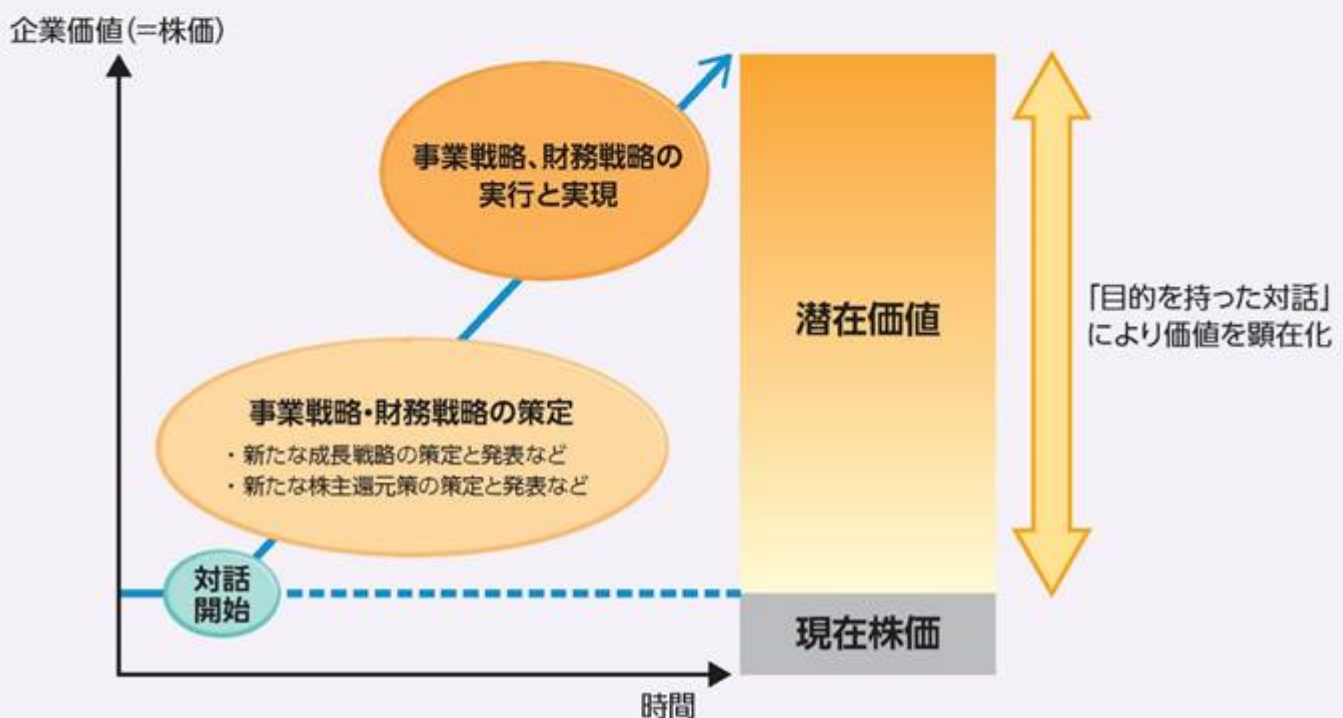 企業価値(=株価)
事業戦略、財務戦略の
実行と実現
事業戦略・財務戦略の策定
・新たな成長戦略の策定と発表など
・新たな株主還元策の策定と発表など
対話
開始
潜在価値
現在株価
「目的を持った対話」
により価値を顕在化
時間